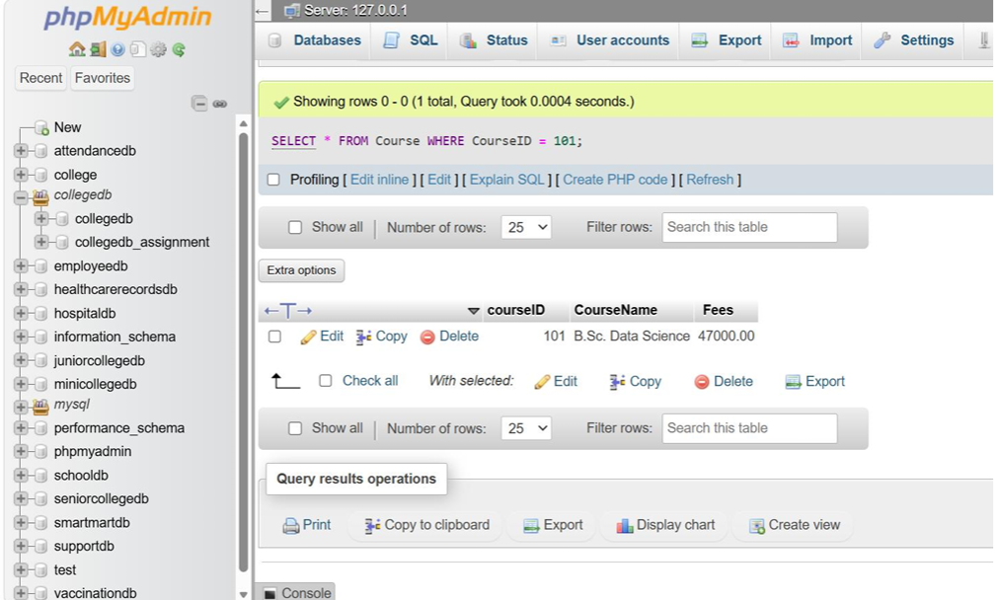 phpMyAdmin
Recent Favorites
New
attendancedb
college
collegedb
collegedb
collegedb_assignment
employeedb
healthcarerecordsdb
hospitaldb
information_schema
juniorcollegedb
minicollegedb
mysql
performance_schema
phpmyadmin
schooldb
seniorcollegedb
smartmartdb
supportdb
test
vaccinationdb
Server: 127.0.0.1
Databases SQL Status User accounts Export Import Settings
Showing rows 0 - 0 (1 total, Query took 0.0004 seconds.)
SELECT * FROM Course WHERE CourseID = 101;
Profiling [ Edit inline ] [ Edit ] [ Explain SQL ] [ Create PHP code ] [ Refresh ]
Show all | Number of rows: 25 Filter rows: Search this table
Extra options
←T→ courseID CourseName Fees
Edit Copy Delete 101 B.Sc. Data Science 47000.00
Check all With selected: Edit Copy Delete Export
Show all | Number of rows: 25 Filter rows: Search this table
Query results operations
Print Copy to clipboard Export Display chart Create view
Console